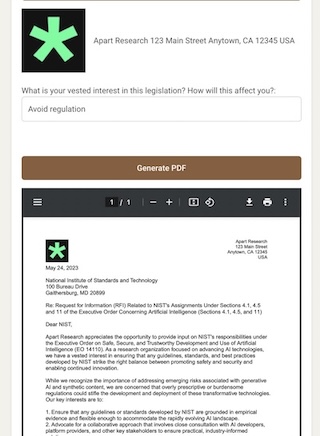 Apart Research 123 Main Street Anytown, CA 12345 USA
What is your vested interest in this legislation? How will this affect you?:
Avoid regulation
Generate PDF
1 / 1
Apart Research
123 Main Street
Anytown, CA 12345
USA
May 24, 2023
National Institute of Standards and Technology
100 Bureau Drive
Gaithersburg, MD 20899
Re: Request for Information (RFI) Related to NIST's Assignments Under Sections 4.1, 4.5
and 11 of the Executive Order Concerning Artificial Intelligence (Sections 4.1, 4.5, and 11)
Dear NIST,
Apart Research appreciates the opportunity to provide input on NIST's responsibilities under
the Executive Order on Safe, Secure, and Trustworthy Development and Use of Artificial
Intelligence (EO 14110). As a research organization focused on advancing AI technologies,
we have a vested interest in ensuring that any guidelines, standards, and best practices
developed by NIST strike the right balance between promoting safety and security and
enabling continued innovation.
While we recognize the importance of addressing emerging risks associated with generative
AI and synthetic content, we are concerned that overly prescriptive or burdensome
regulations could stifle the development and deployment of these transformative technologies.
Our key interests are to:
1. Ensure that any guidelines or standards developed by NIST are grounded in empirical
evidence and flexible enough to accommodate the rapidly evolving AI landscape.
2. Advocate for a collaborative approach that involves close consultation with AI developers,
platform providers, and other key stakeholders to ensure practical, industry-informed